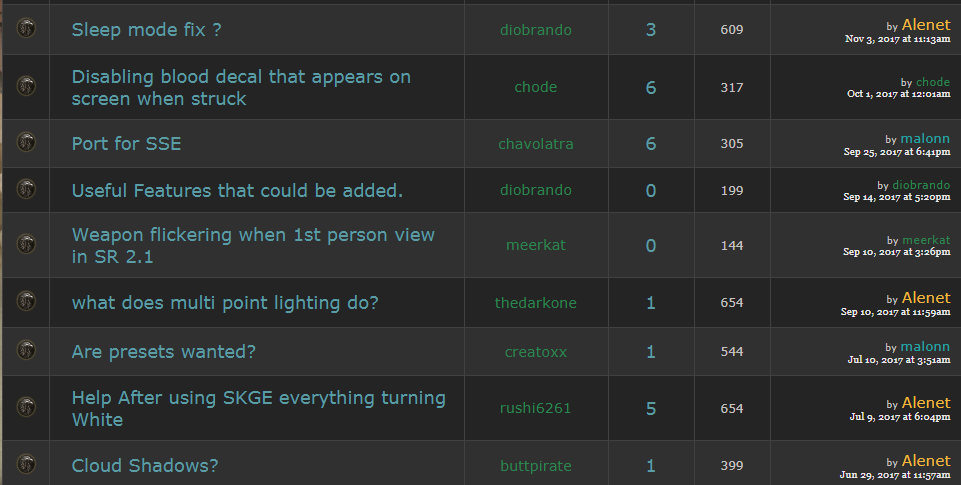 Sleep mode fix ?
diobrando
3
609
by Alenet
Nov 3, 2017 at 11:13am
Disabling blood decal that appears on
screen when struck
chode
6
317
by chode
Oct 1, 2017 at 12:01am
Port for SSE
chavolatra
6
305
by malonn
Sep 25, 2017 at 6:41pm
Useful Features that could be added.
diobrando
0
199
by diobrando
Sep 14, 2017 at 5:20pm
Weapon flickering when 1st person view
in SR 2.1
meerkat
0
144
by meerkat
Sep 10, 2017 at 3:26pm
what does multi point lighting do?
thedarkone
1
654
by Alenet
Sep 10, 2017 at 11:59am
Are presets wanted?
creatoxx
1
544
by malonn
Jul 10, 2017 at 3:51am
Help After using SKGE everything turning
White
rushi6261
5
654
by Alenet
Jul 9, 2017 at 6:04pm
Cloud Shadows?
buttpirate
1
399
by Alenet
Jun 29, 2017 at 11:57am